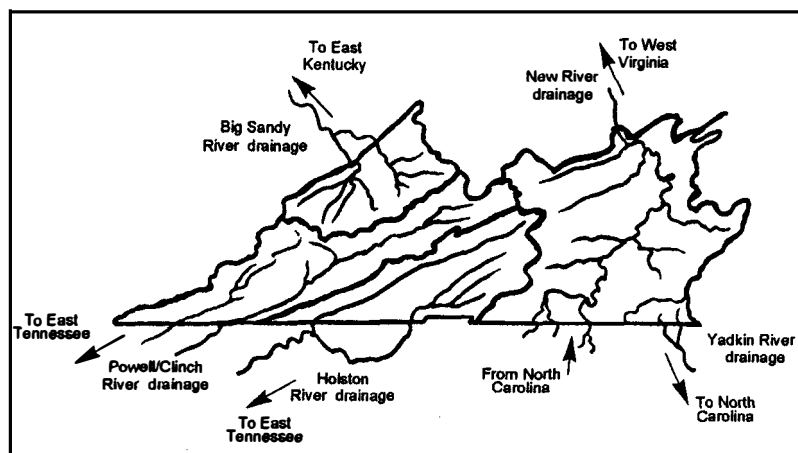 To East
Kentucky
To West
Virginia
New River
drainage
Big Sandy
River drainage
To East
Tennessee
Powell/Clinch
River drainage
Holston
River drainage
To East
Tennessee
From North
Carolina
Yadkin River
drainage
To North
Carolina